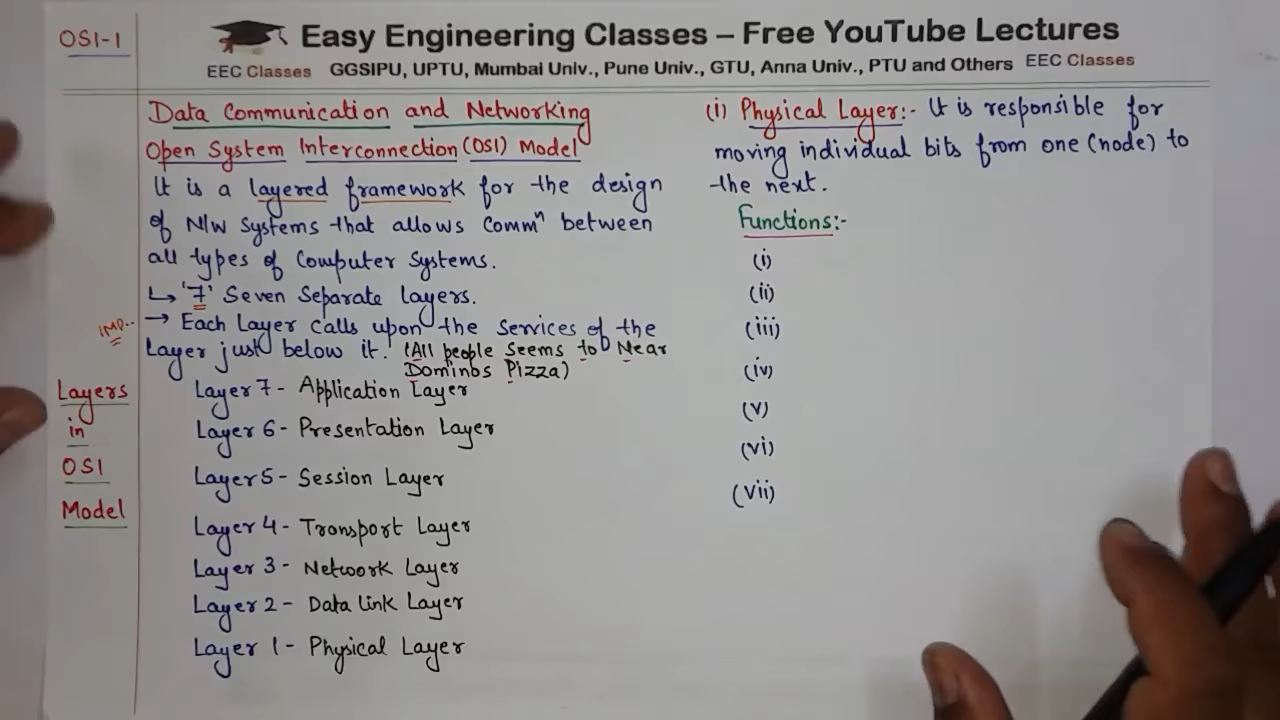 OSI-1
Easy Engineering Classes – Free YouTube Lectures
EEC Classes GGSIPU, UPTU, Mumbai Univ., Pune Univ., GTU, Anna Univ., PTU and Others EEC Classes
Data Communication and Networking
Open System Interconnection (OSI) Model
It is a layered framework for the design
of N/W Systems that allows Commⁿ between
all types of Computer Systems.
↳ '7' Seven Separate layers.
IMP..
→ Each Layer Calls upon the Services of the
Layer just below it. (All people Seems to Near
Dominos Pizza)
Layers
in
OSI
Model
Layer 7 - Application Layer
Layer 6 - Presentation Layer
Layer 5 - Session Layer
Layer 4 - Transport Layer
Layer 3 - Network Layer
Layer 2 - Data link Layer
Layer 1 - Physical Layer
(i) Physical Layer:- It is responsible for
moving individual bits from one (node) to
the next.
Functions:-
(i)
(ii)
(iii)
(iv)
(v)
(vi)
(vii)